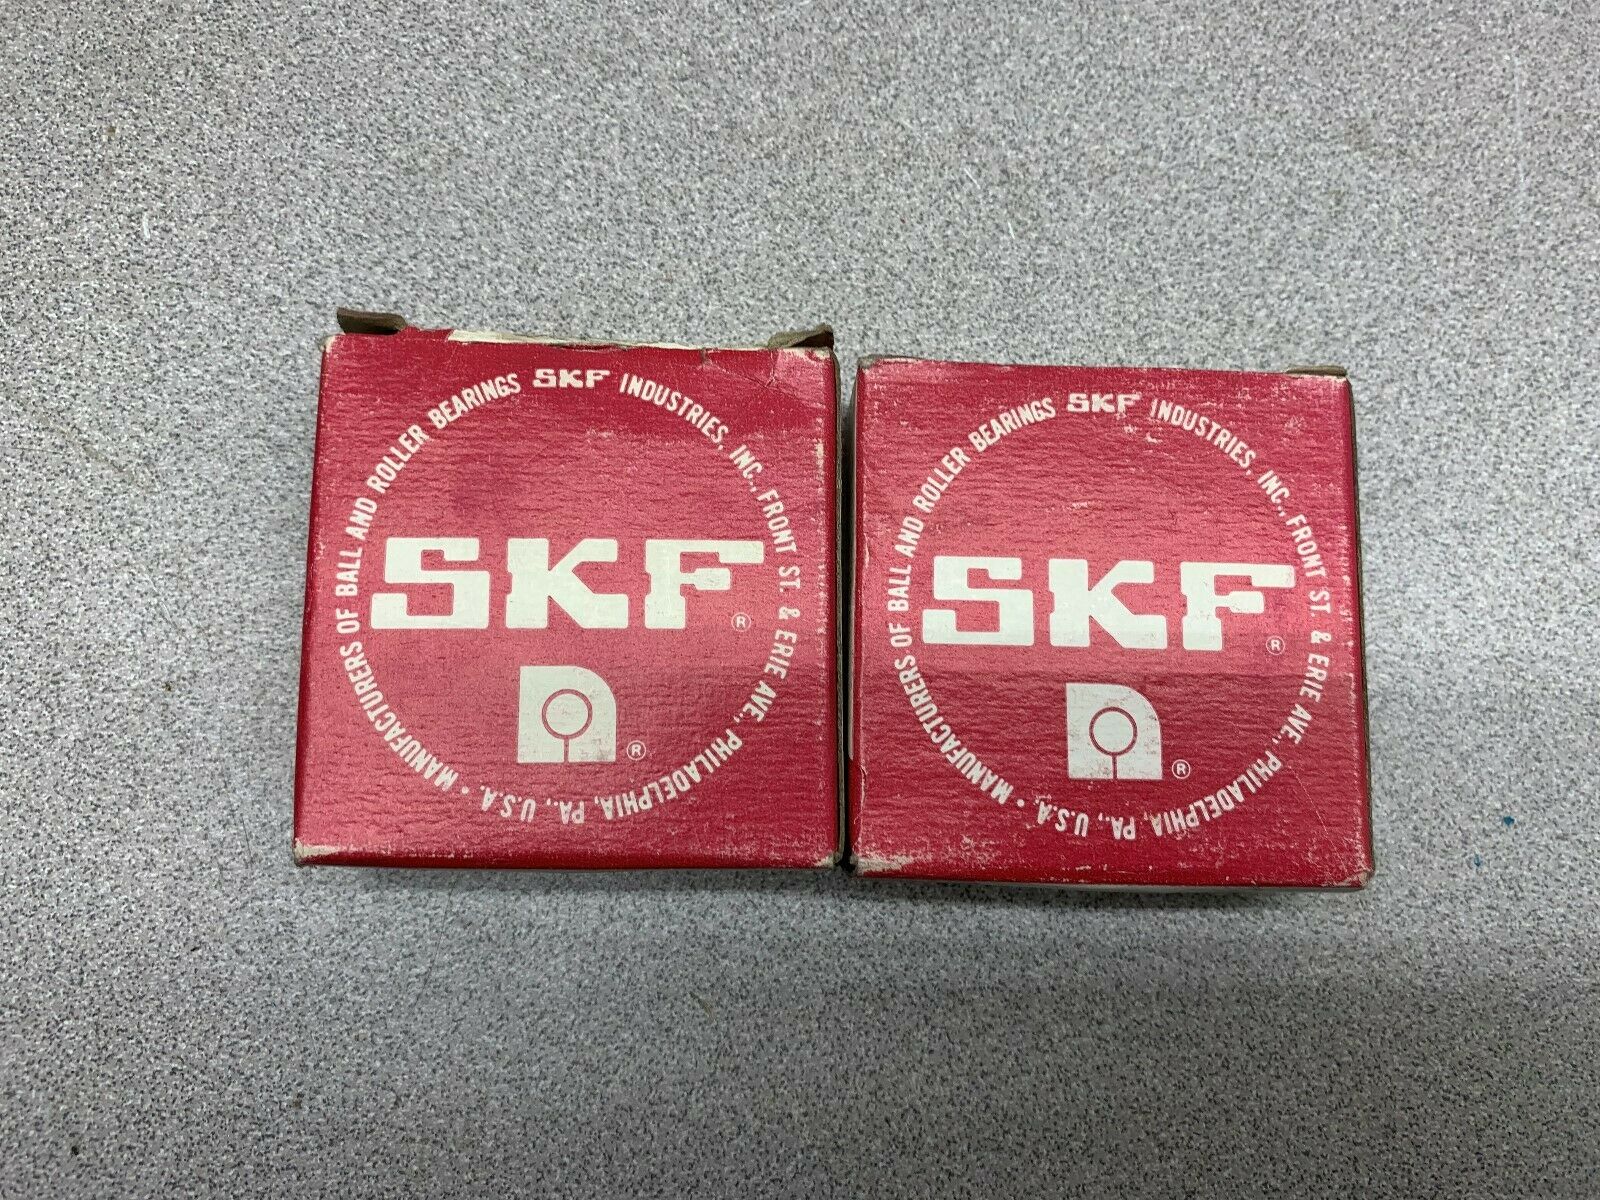 MANUFACTURERS OF BALL AND ROLLER BEARINGS SKF INDUSTRIES, INC., FRONT ST. & ERIE AVE., PHILADELPHIA, PA., U.S.A. •
SKF ®
®
MANUFACTURERS OF BALL AND ROLLER BEARINGS SKF INDUSTRIES, INC., FRONT ST. & ERIE AVE., PHILADELPHIA, PA., U.S.A. •
SKF ®
®